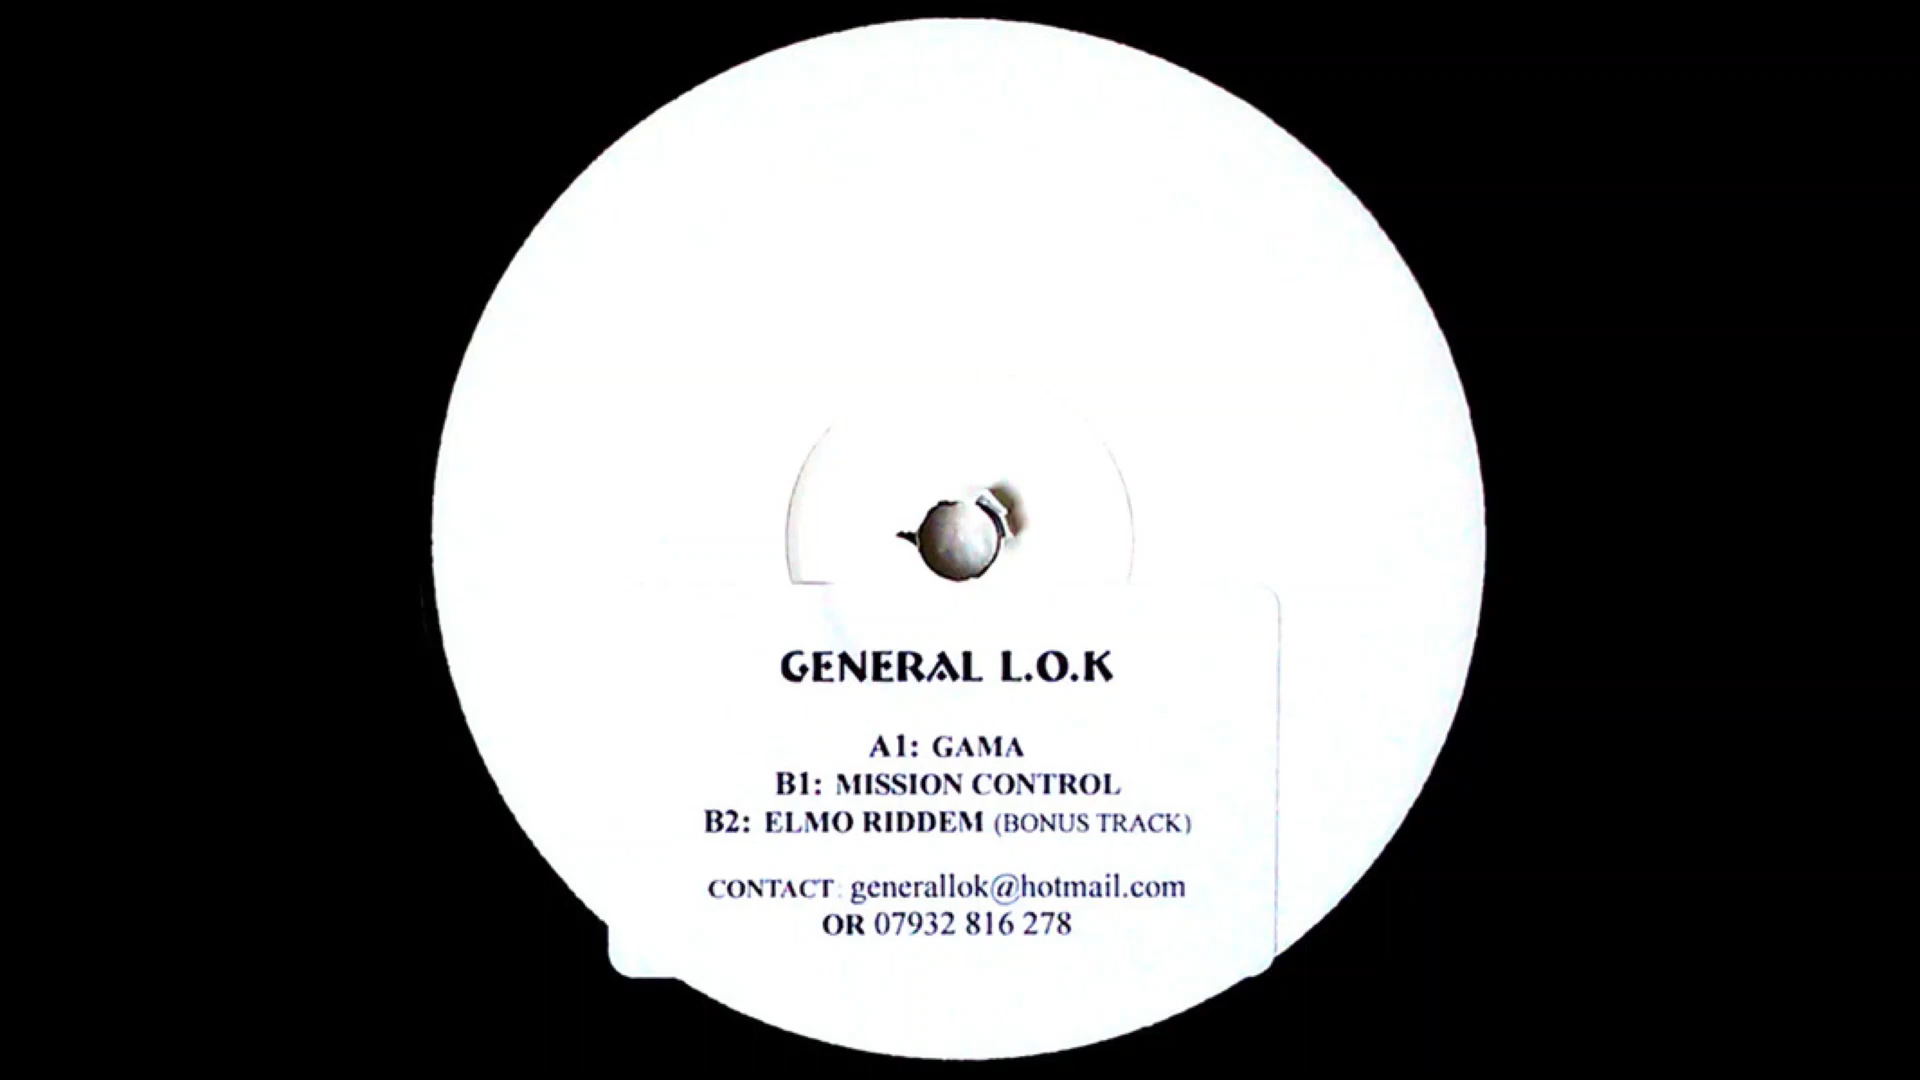 GENERAL L.O.K
A1: GAMA
B1: MISSION CONTROL
B2: ELMO RIDDEM (BONUS TRACK)
CONTACT: generallok@hotmail.com
OR 07932 816 278